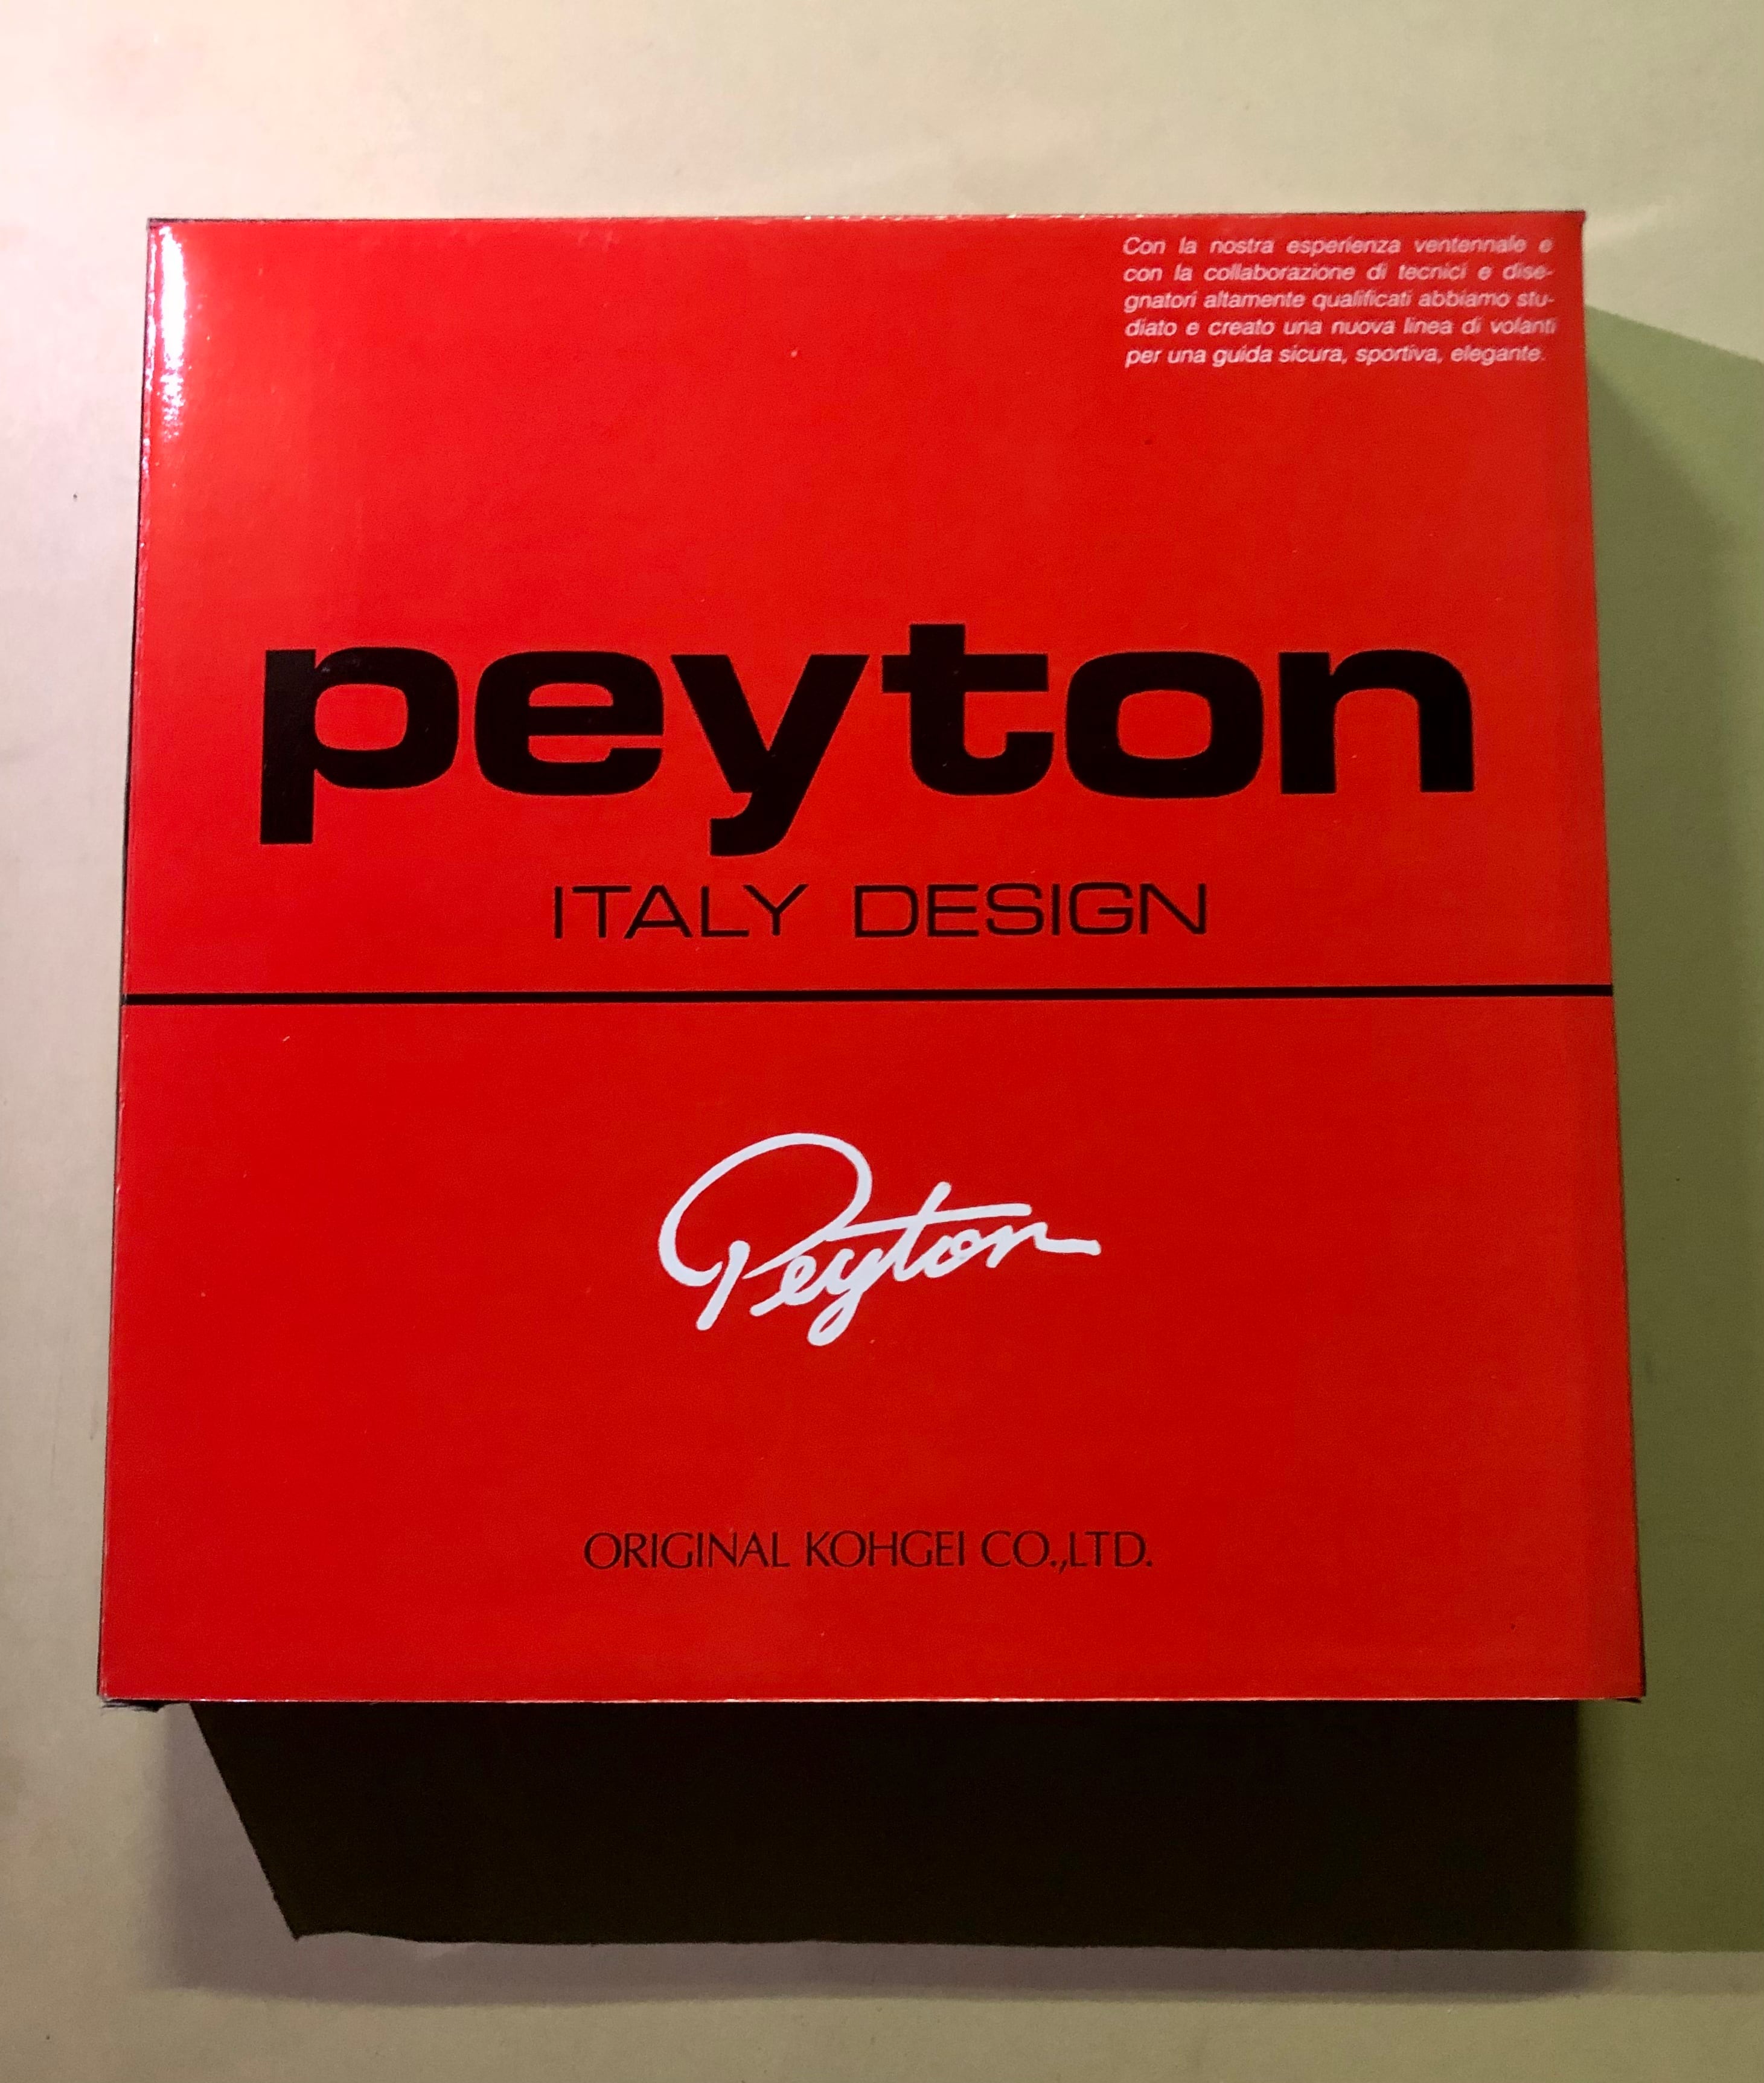 Con la nostra esperienza ventennale e
con la collaborazione di tecnici e dise-
gnatori altamente qualificati abbiamo stu-
diato e creato una nuova linea di volanti
per una guida sicura, sportiva, elegante.
peyton
ITALY DESIGN
Peyton
ORIGINAL KOHGEI CO.,LTD.